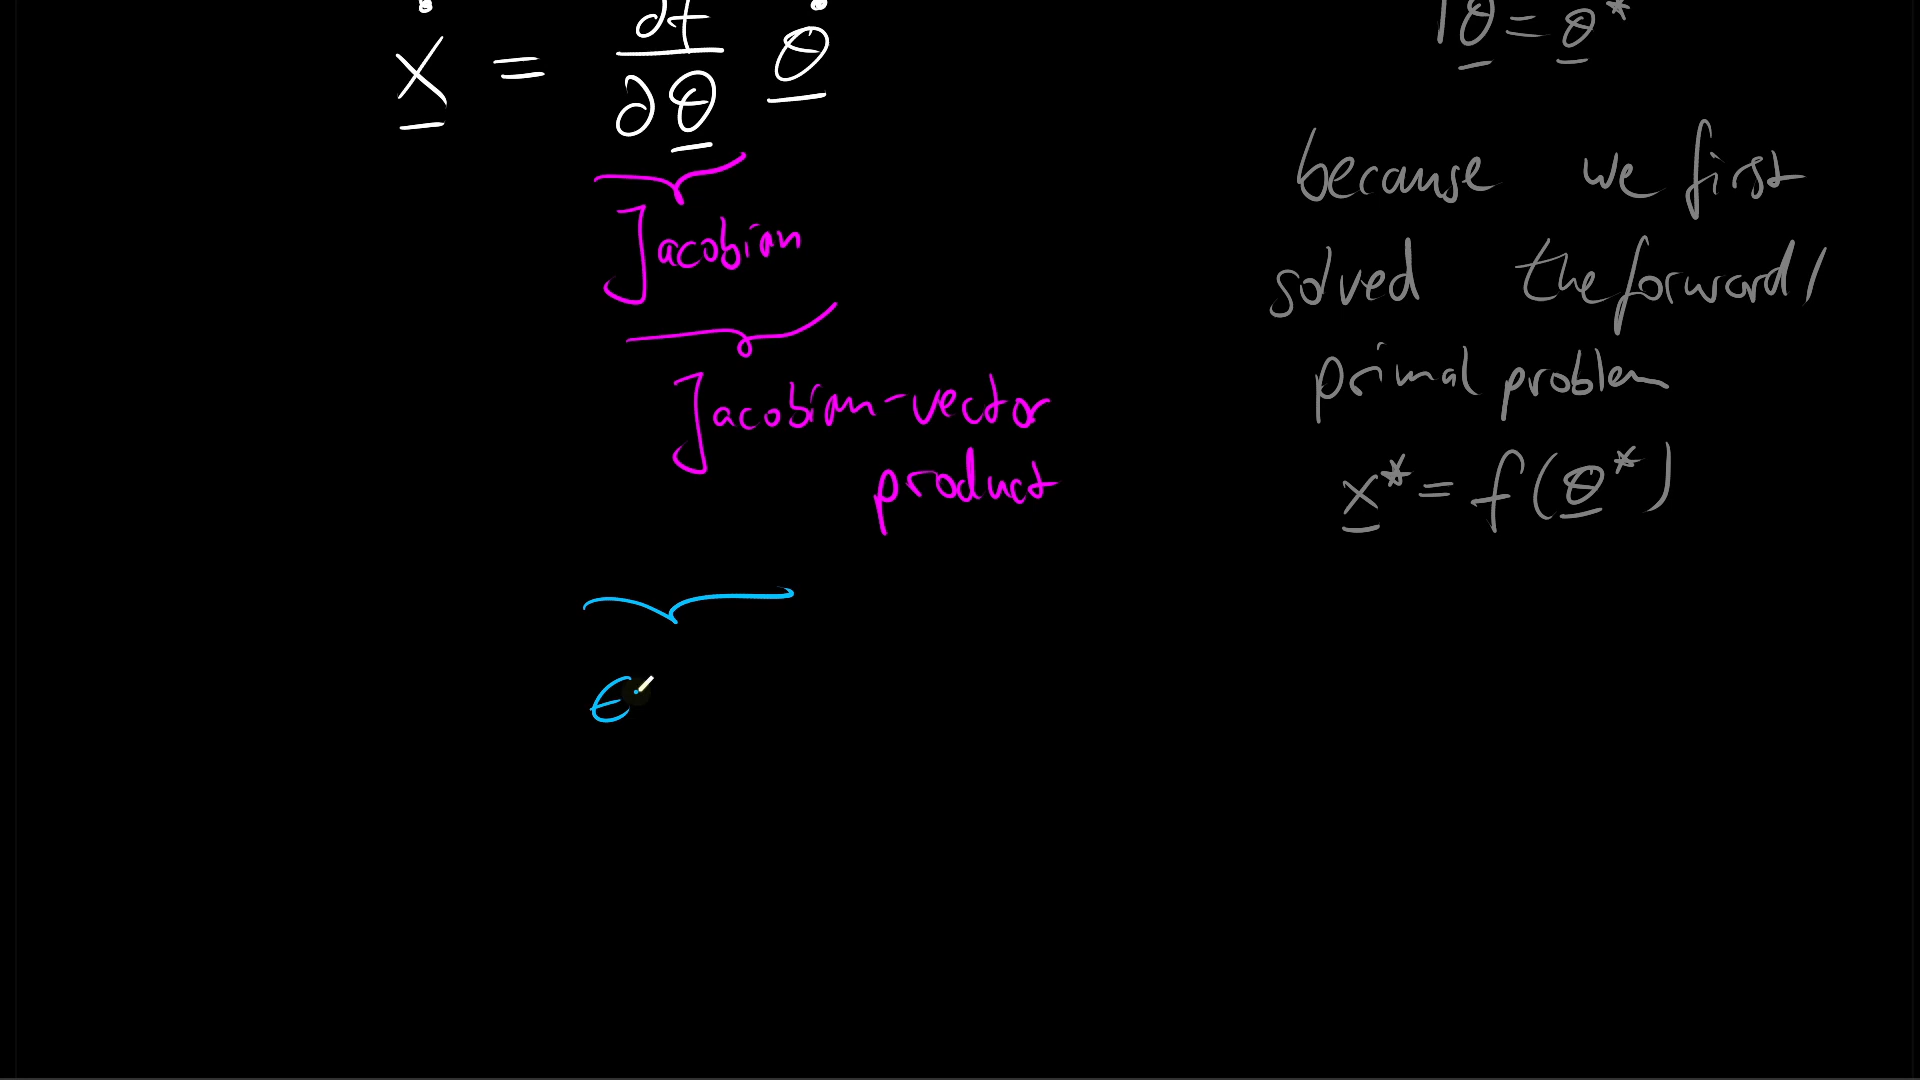 ẋ = ∂f/∂θ θ̇
Jacobian
Jacobian-vector
product
∈
|θ = θ*
because we first
solved the forward/
primal problem
x* = f(θ*)